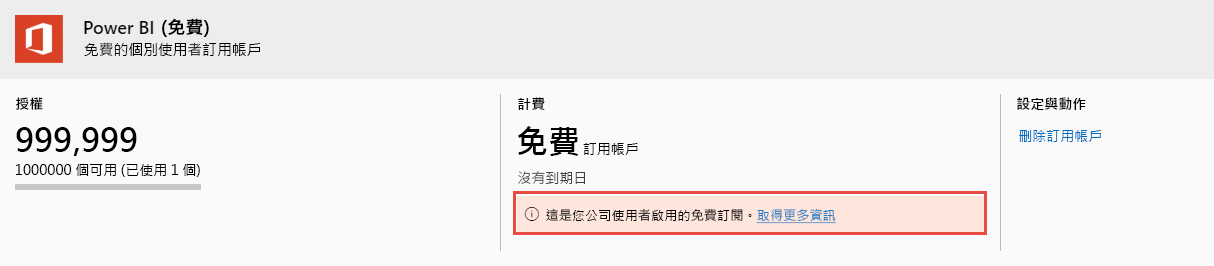 Power BI (免費)
免費的個別使用者訂用帳戶
授權
999,999
1000000 個可用 (已使用 1 個)
計費
免費 訂用帳戶
沒有到期日
這是您公司使用者啟用的免費訂閱。取得更多資訊
設定與動作
刪除訂用帳戶